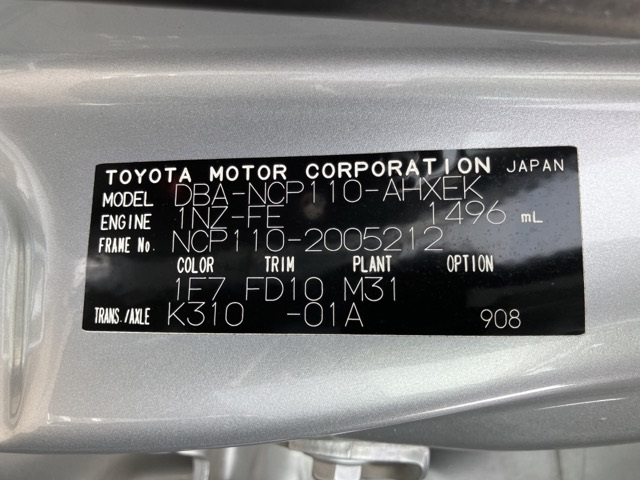 TOYOTA MOTOR CORPORATION JAPAN
MODEL DBA-NCP110-AHXEK
ENGINE 1NZ-FE 1496 mL
FRAME No. NCP110-2005212
COLOR TRIM PLANT OPTION
1F7 FD10 M31
TRANS./AXLE K310 -01A 908